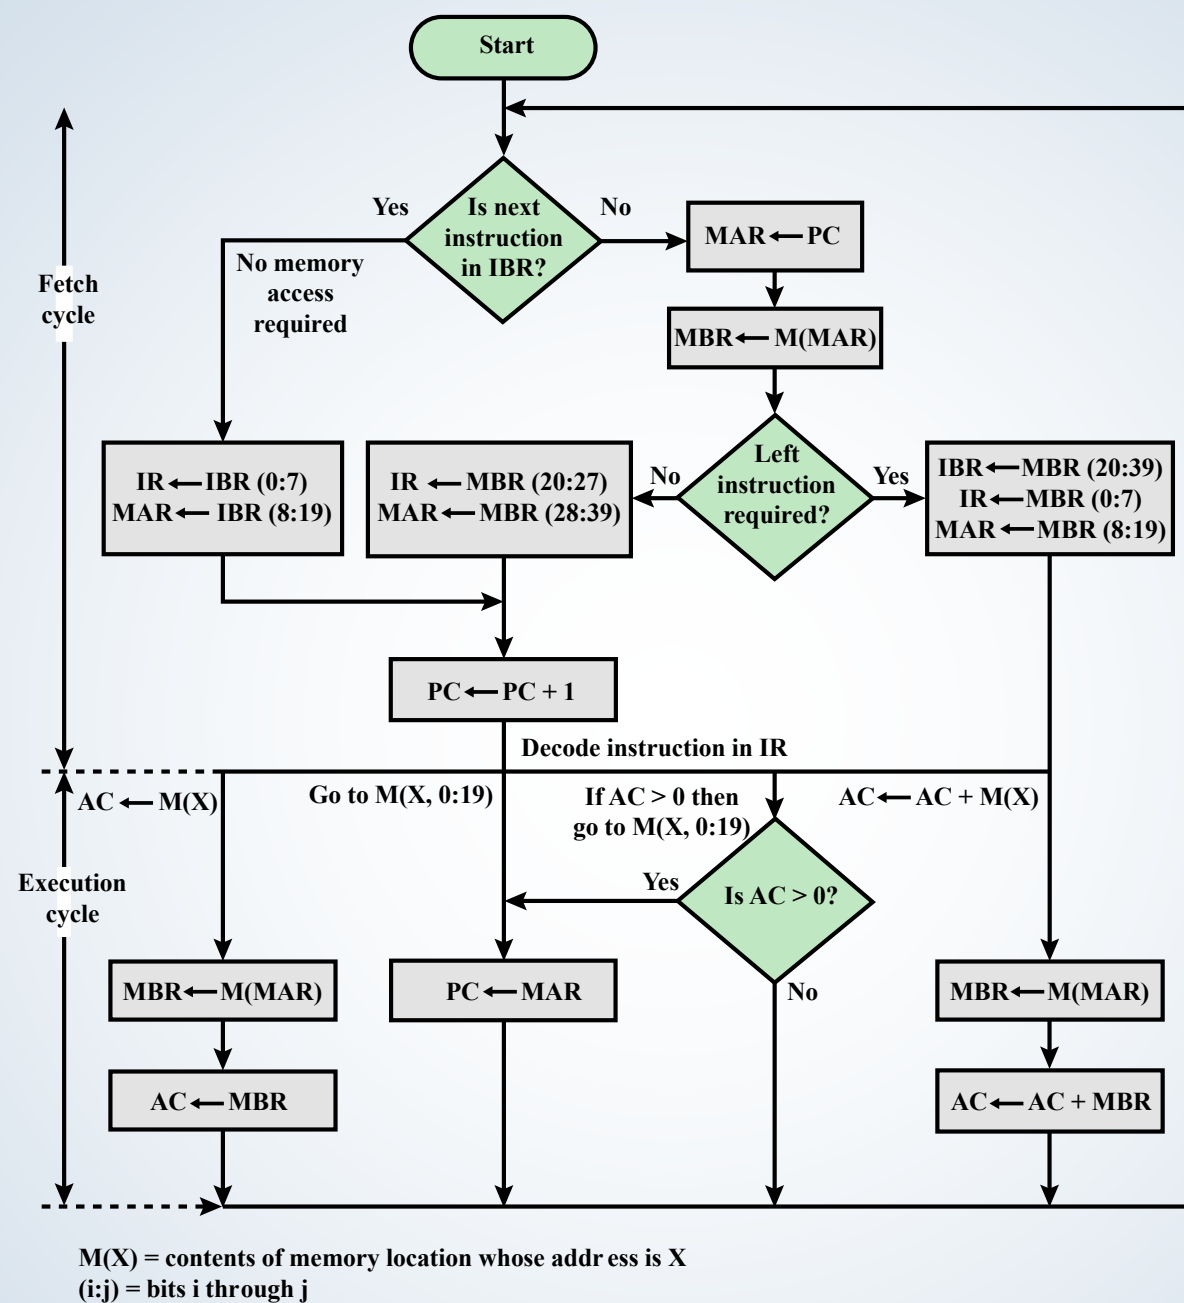 Start
Yes
Is next
instruction
in IBR?
No
MAR ← PC
No memory
access
required
Fetch
cycle
MBR ← M(MAR)
IR ← IBR (0:7)
MAR ← IBR (8:19)
IR ← MBR (20:27)
MAR ← MBR (28:39)
No
Left
instruction
required?
Yes
IBR ← MBR (20:39)
IR ← MBR (0:7)
MAR ← MBR (8:19)
PC ← PC + 1
Decode instruction in IR
AC ← M(X)
Go to M(X, 0:19)
If AC > 0 then
go to M(X, 0:19)
AC ← AC + M(X)
Execution
cycle
Yes
Is AC > 0?
No
MBR ← M(MAR)
PC ← MAR
MBR ← M(MAR)
AC ← MBR
AC ← AC + MBR
M(X) = contents of memory location whose addr ess is X
(i:j) = bits i through j